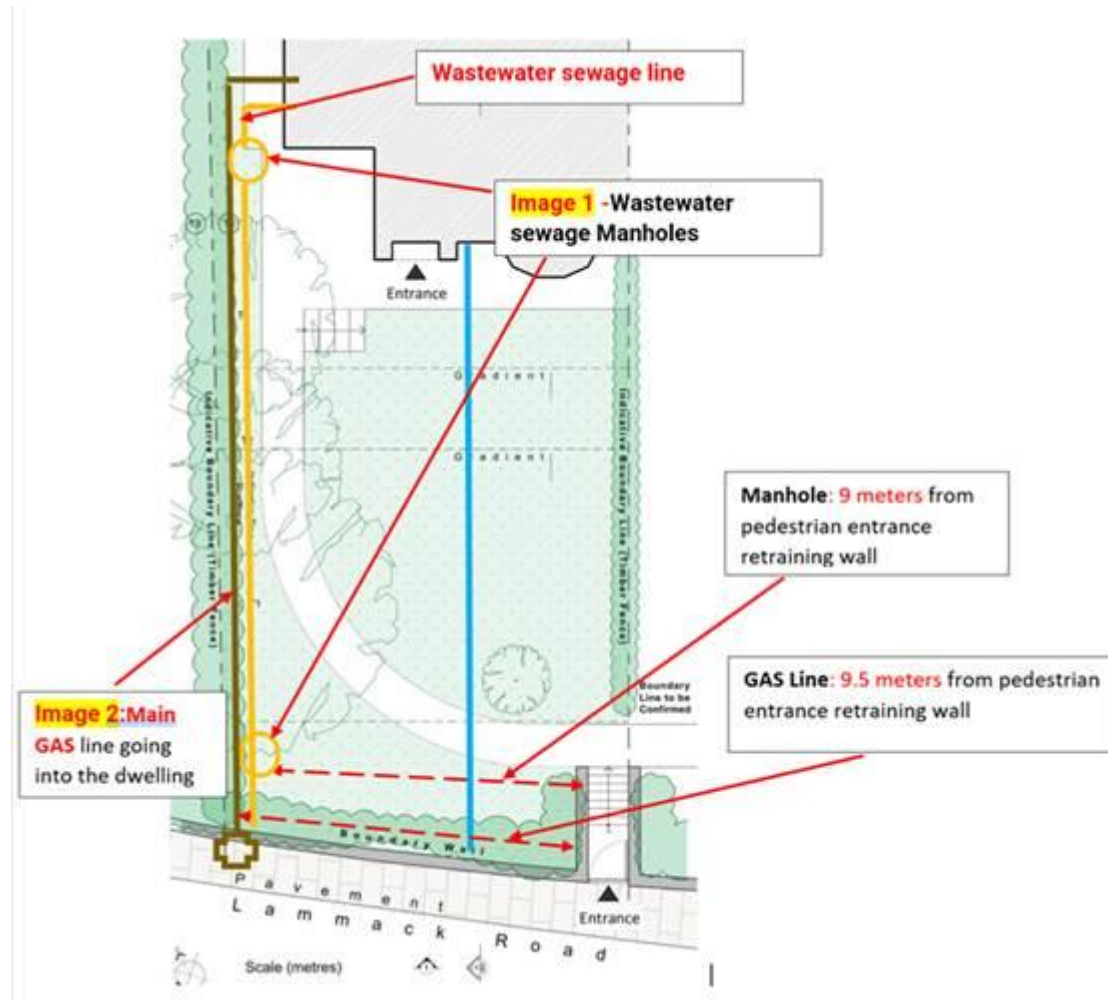 Wastewater sewage line
Image 1 -Wastewater
sewage Manholes
Entrance
Gradient
Gradient
Indicative Boundary Line (Timber Fence)
Indicative Boundary Line (Timber Fence)
Manhole: 9 meters from
pedestrian entrance
retraining wall
GAS Line: 9.5 meters from pedestrian
entrance retraining wall
Boundary
Line to be
Confirmed
Image 2:Main
GAS line going
into the dwelling
Boundary Wall
Pavement
Lammack Road
Entrance
Scale (metres)